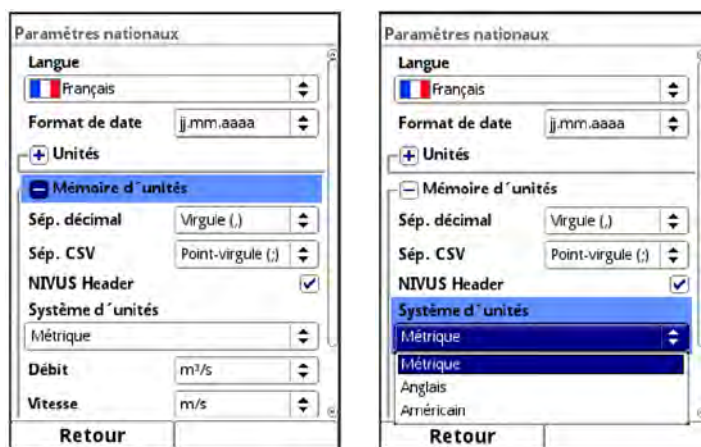 Paramètres nationaux
Langue
Français
Format de date jj.mm.aaaa
Unités
Mémoire d´unités
Sép. décimal Virgule (,)
Sép. CSV Point-virgule (;)
NIVUS Header
Système d´unités
Métrique
Débit m³/s
Vitesse m/s
Retour
Paramètres nationaux
Langue
Français
Format de date jj.mm.aaaa
Unités
Mémoire d´unités
Sép. décimal Virgule (,)
Sép. CSV Point-virgule (;)
NIVUS Header
Système d´unités
Métrique
Métrique
Anglais
Américain
Retour